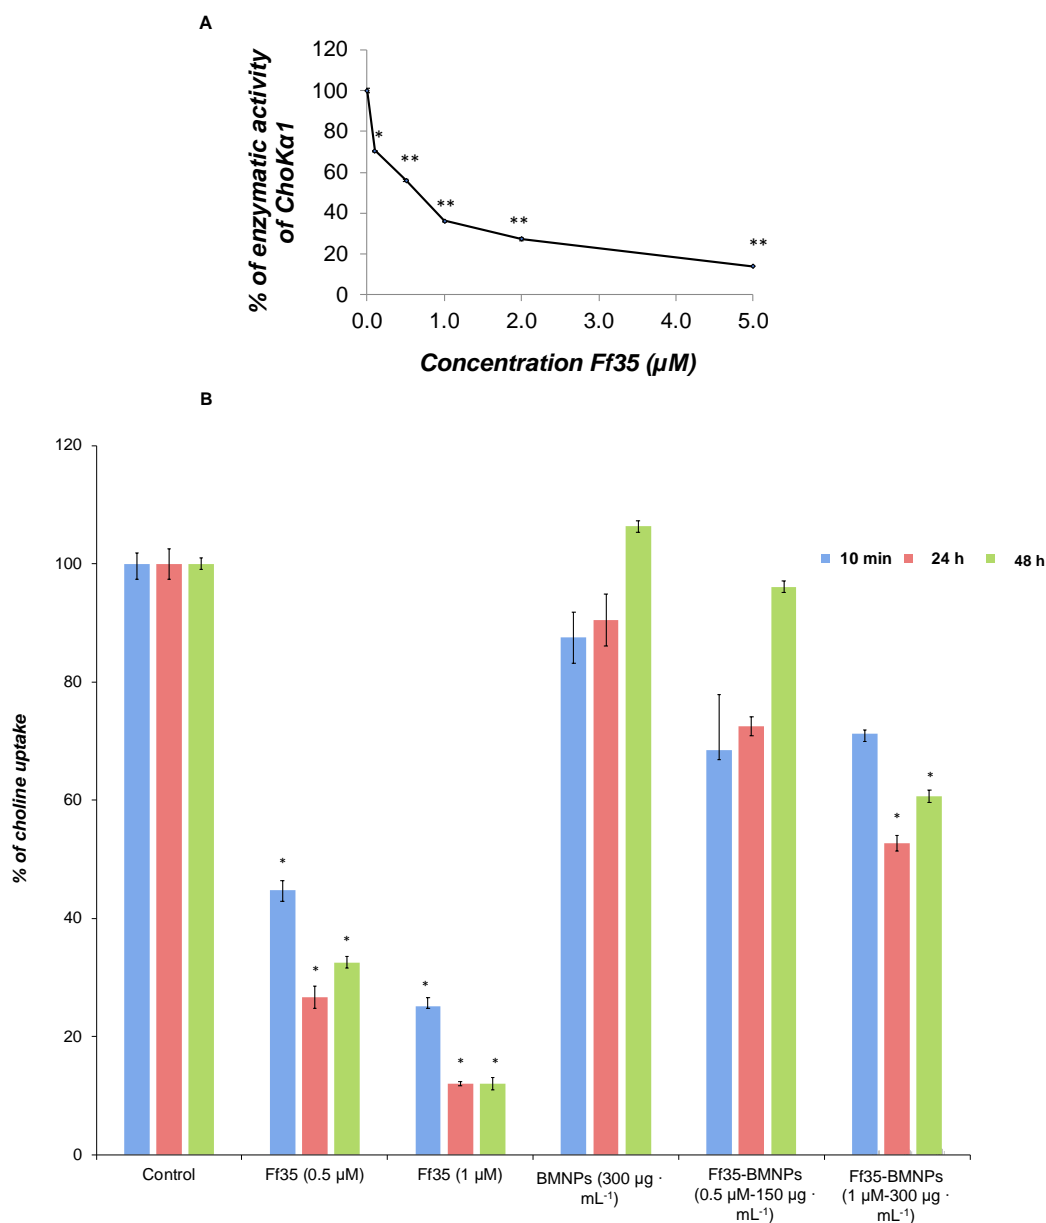 A
% of enzymatic activity
of ChoKα1
120
100
80
60
40
20
0
*
**
**
**
**
0.0
1.0
2.0
3.0
4.0
5.0
Concentration Ff35 (µM)
B
% of choline uptake
120
100
80
60
40
20
0
10 min
24 h
48 h
*
*
*
*
*
*
*
*
Control
Ff35 (0.5 µM)
Ff35 (1 µM)
BMNPs (300 µg ·
mL⁻¹)
Ff35-BMNPs
(0.5 µM-150 µg ·
mL⁻¹)
Ff35-BMNPs
(1 µM-300 µg ·
mL⁻¹)